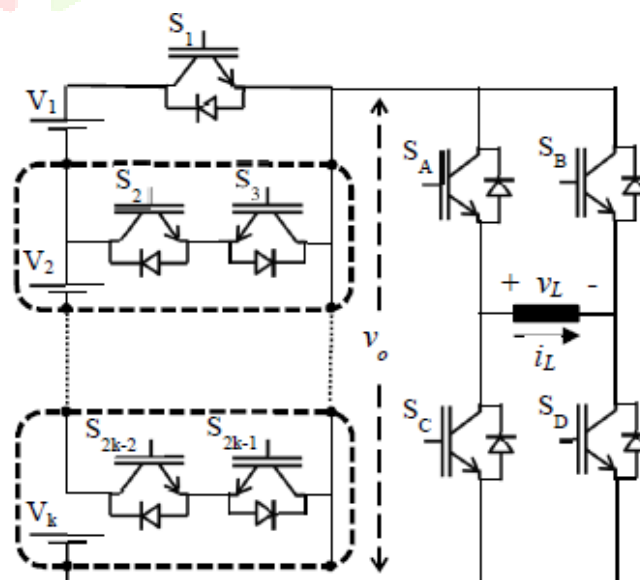 S1
V1
S2 S3
V2
SA SB
+ vL -
iL
vo
S2k-2 S2k-1
Vk
SC SD